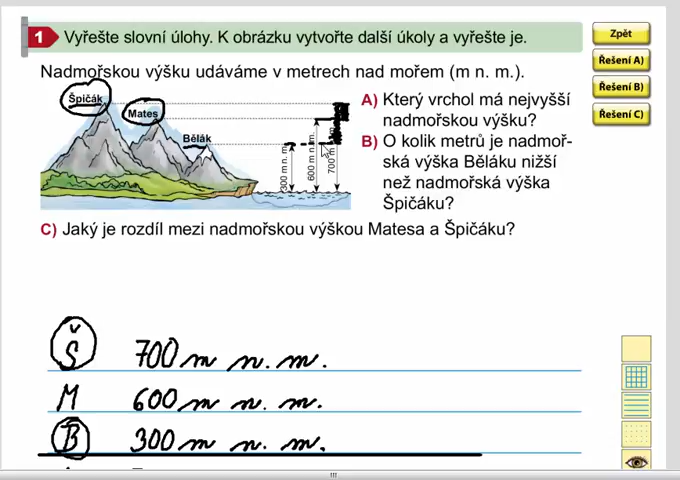 1 Vyřešte slovní úlohy. K obrázku vytvořte další úkoly a vyřešte je.
Zpět
Řešení A)
Řešení B)
Řešení C)
Nadmořskou výšku udáváme v metrech nad mořem (m n. m.).
Špičák
Mates
Bělák
300 m n. m.
600 m n. m.
700 m
A) Který vrchol má nejvyšší
nadmořskou výšku?
B) O kolik metrů je nadmoř-
ská výška Běláku nižší
než nadmořská výška
Špičáku?
C) Jaký je rozdíl mezi nadmořskou výškou Matesa a Špičáku?
Š 700 m n. m.
M 600 m n. m.
B 300 m n. m.